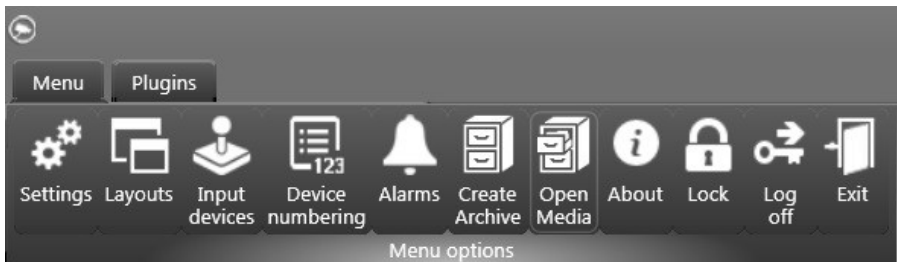 Menu Plugins
123
Settings Layouts Input Device Alarms Create Open About Lock Log Exit
devices numbering Archive Media off
Menu options